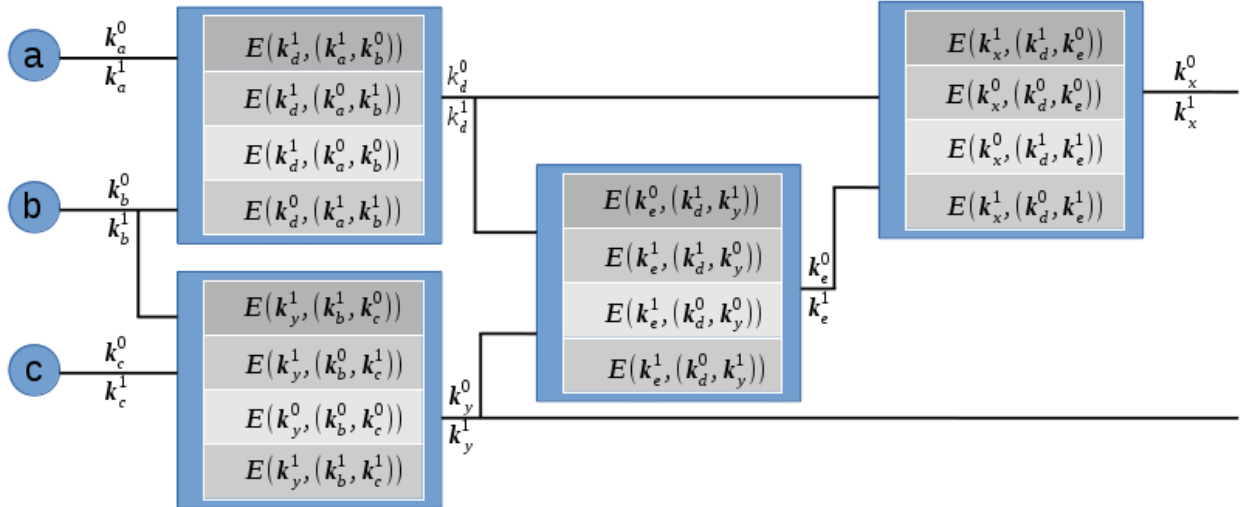 a
k_a^0
k_a^1
E(k_d^1,(k_a^1,k_b^0))
E(k_d^1,(k_a^0,k_b^1))
E(k_d^1,(k_a^0,k_b^0))
E(k_d^0,(k_a^1,k_b^1))
k_d^0
k_d^1
b
k_b^0
k_b^1
E(k_y^1,(k_b^1,k_c^0))
E(k_y^1,(k_b^0,k_c^1))
E(k_y^0,(k_b^0,k_c^0))
E(k_y^1,(k_b^1,k_c^1))
c
k_c^0
k_c^1
k_y^0
k_y^1
E(k_e^0,(k_d^1,k_y^1))
E(k_e^1,(k_d^1,k_y^0))
E(k_e^1,(k_d^0,k_y^0))
E(k_e^1,(k_d^0,k_y^1))
k_e^0
k_e^1
E(k_x^1,(k_d^1,k_e^0))
E(k_x^0,(k_d^0,k_e^0))
E(k_x^0,(k_d^1,k_e^1))
E(k_x^1,(k_d^0,k_e^1))
k_x^0
k_x^1